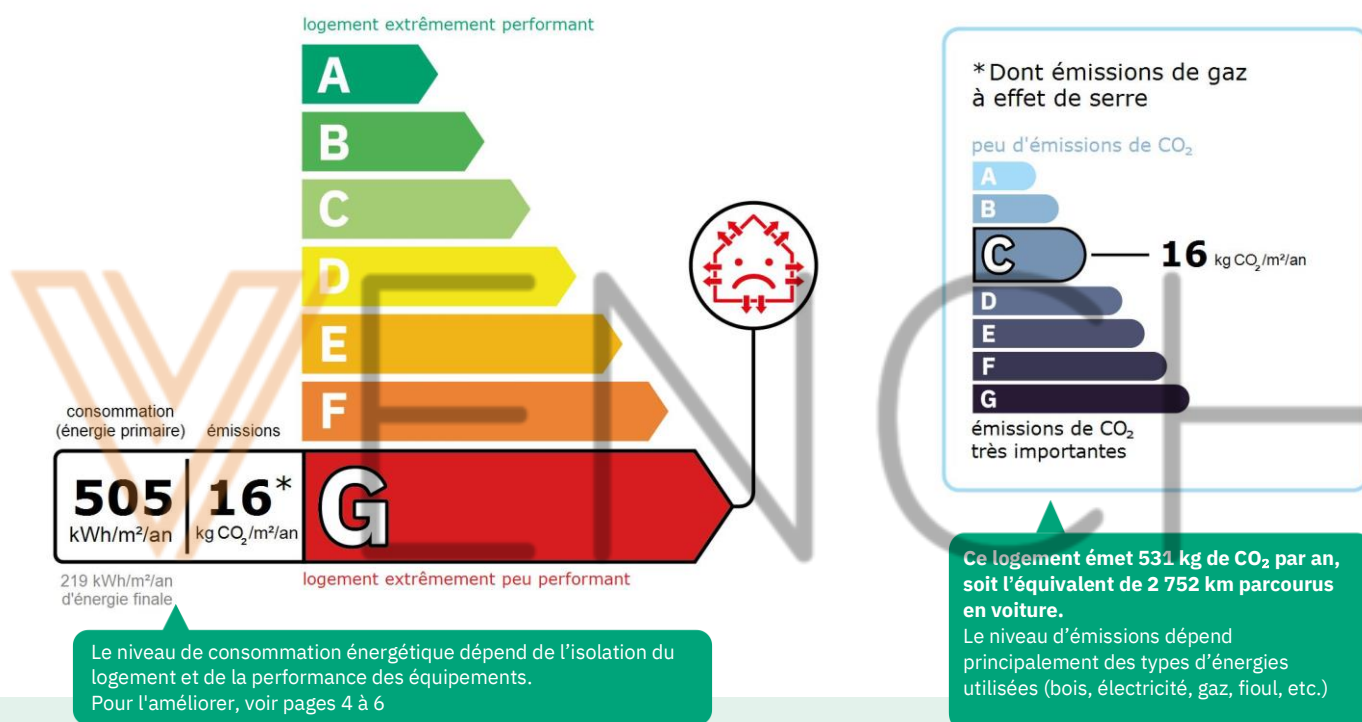 logement extrêmement performant
A
B
C
D
E
F
consommation
(énergie primaire)
émissions
505
kWh/m²/an
16*
kg CO₂/m²/an
G
219 kWh/m²/an
d'énergie finale
logement extrêmement peu performant
Le niveau de consommation énergétique dépend de l'isolation du
logement et de la performance des équipements.
Pour l'améliorer, voir pages 4 à 6
*Dont émissions de gaz
à effet de serre
peu d'émissions de CO₂
A
B
C
16 kg CO₂/m²/an
D
E
F
G
émissions de CO₂
très importantes
Ce logement émet 531 kg de CO₂ par an,
soit l'équivalent de 2 752 km parcourus
en voiture.
Le niveau d'émissions dépend
principalement des types d'énergies
utilisées (bois, électricité, gaz, fioul, etc.)
VENCH